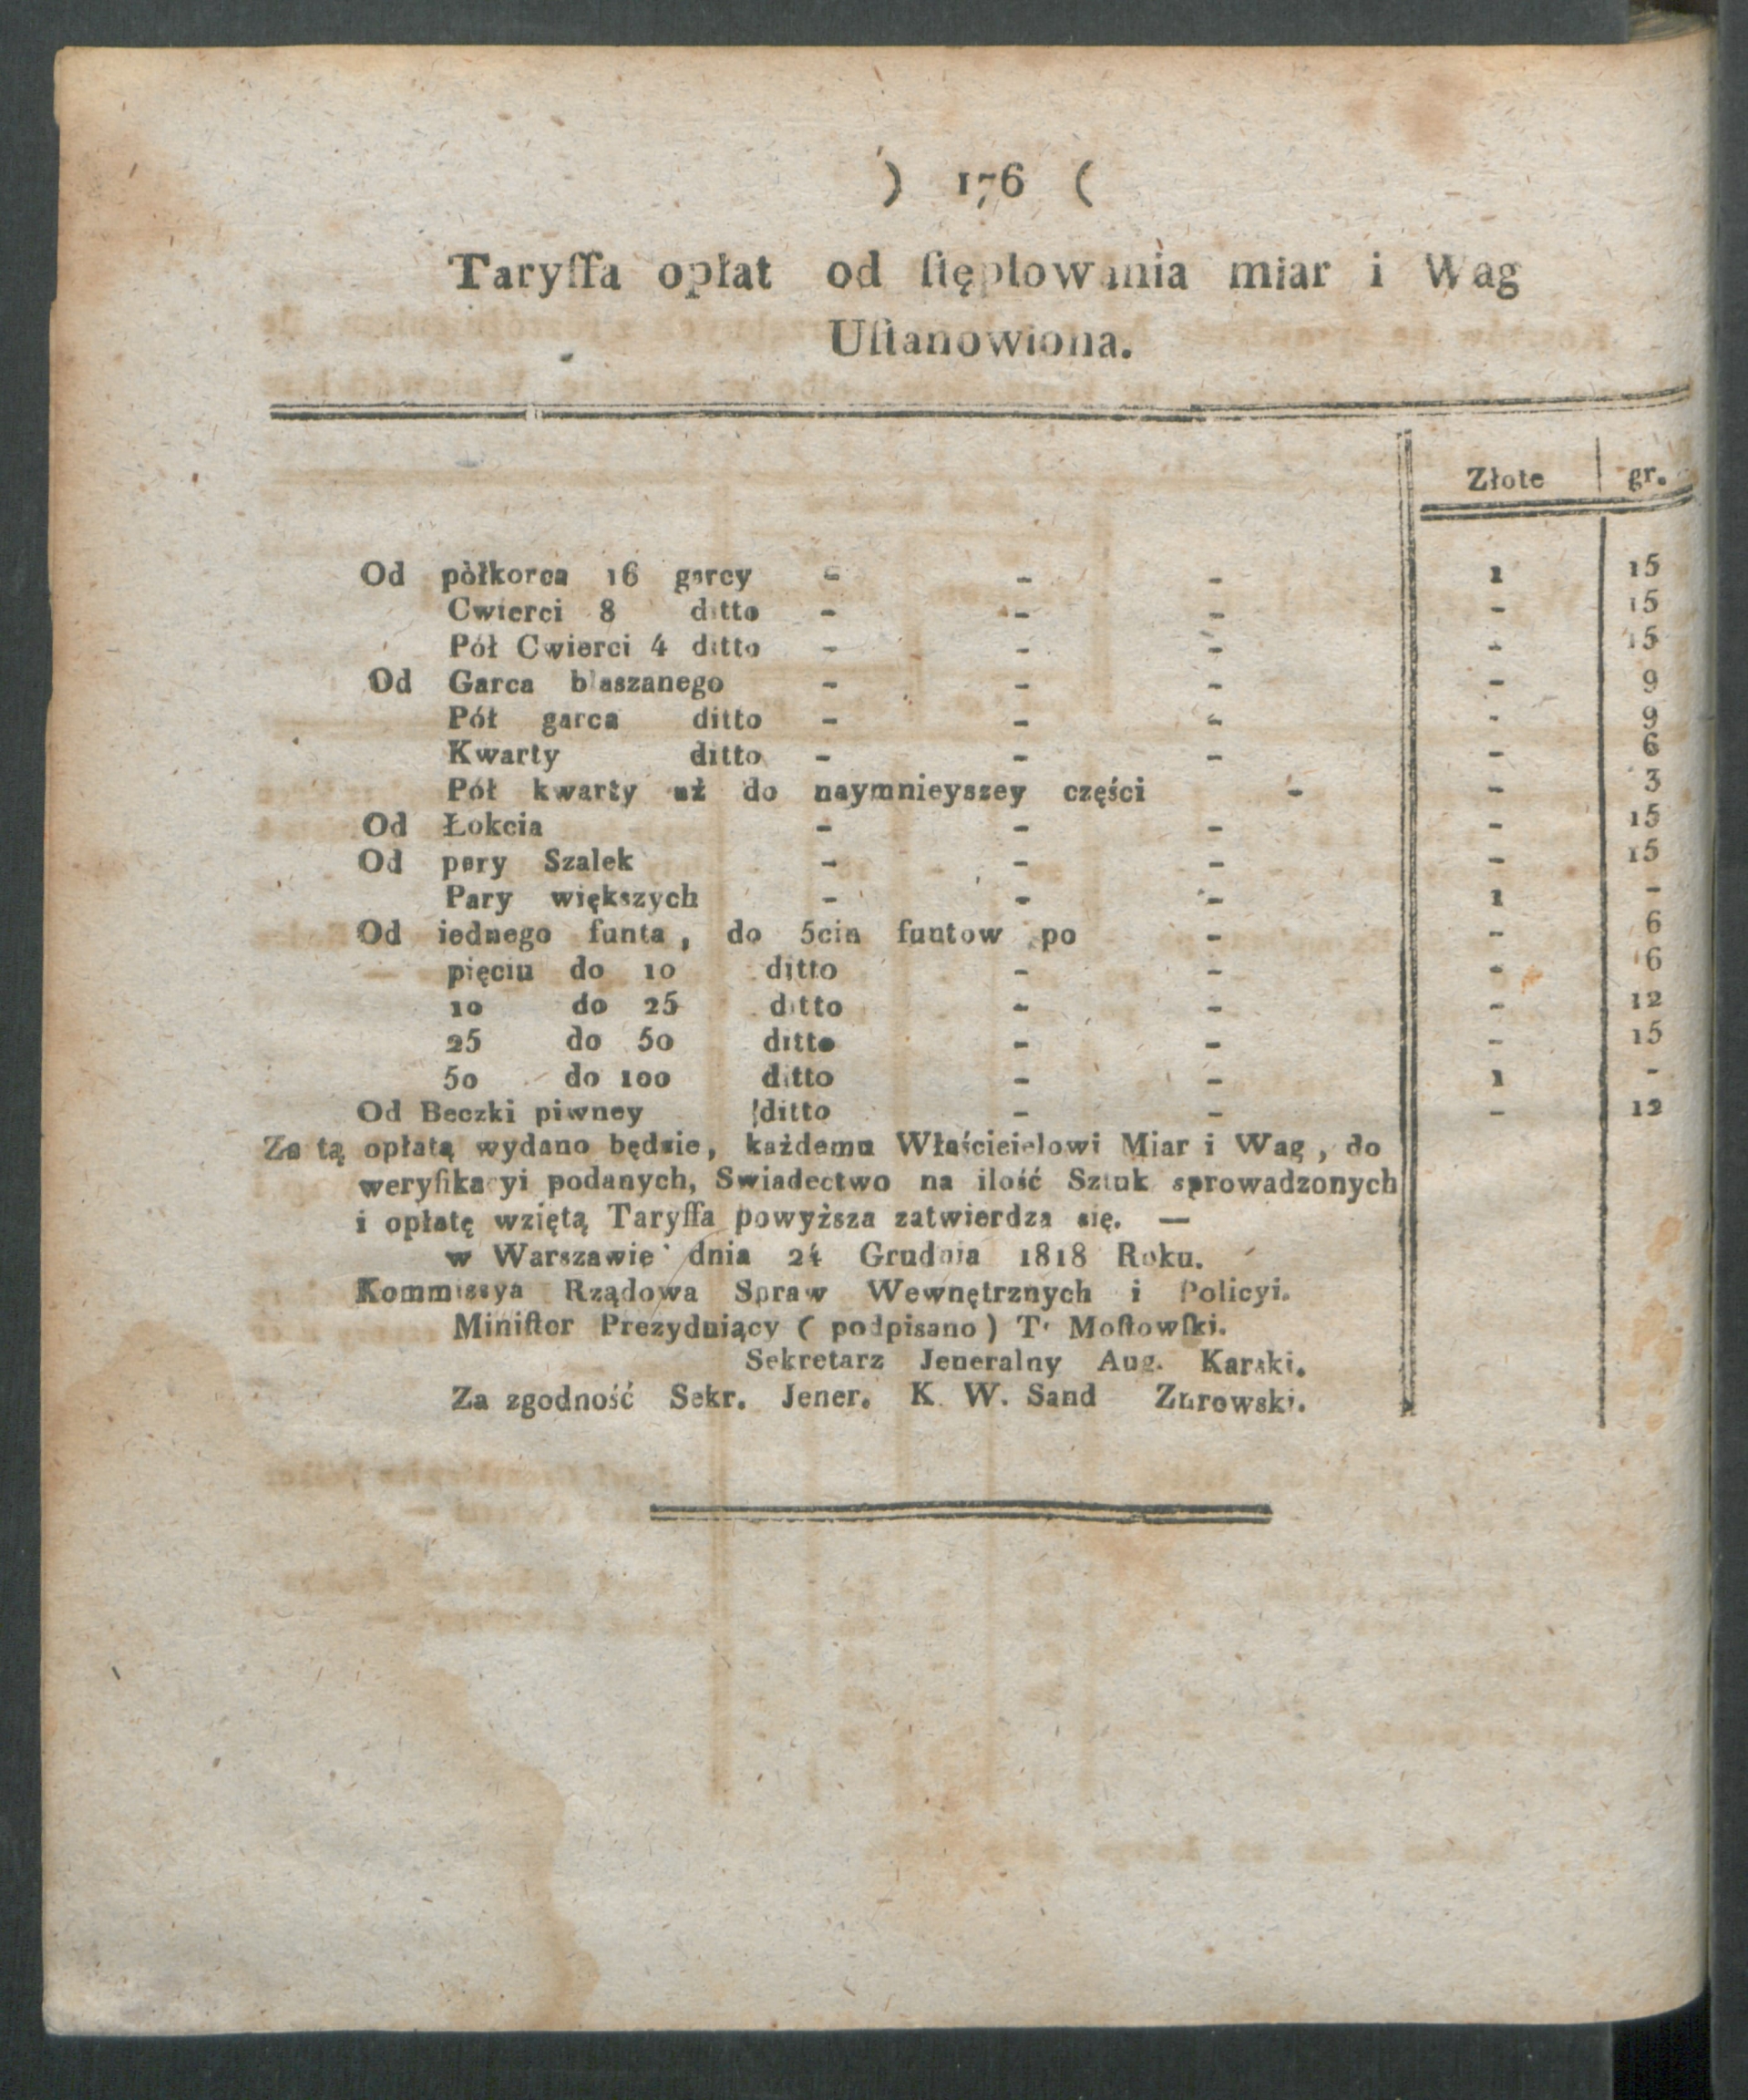 ) 176 (
Taryffa opłat od ſtęplowania miar i Wag
Uſtanowiona.
Złote gr.
Od pòłkorca 16 garcy - - - 1 15
Cwierci 8 ditto - - - - 15
Pół Cwierci 4 ditto - - - - 15
Od Garca blaszanego - - - - 9
Pół garca ditto - - - - 9
Kwarty ditto - - - - 6
Pół kwarty aż do naymnieyszey części - - 3
Od Łokcia - - - - 15
Od pary Szalek - - - - 15
Pary większych - - - 1 -
Od iednego funta, do 5cia funtow po - - 6
pięciu do 10 ditto - - - 6
10 do 25 ditto - - - 12
25 do 50 ditto - - - 15
50 do 100 ditto - - 1 -
Od Beczki piwney ditto - - - 12
Za tą opłatą wydano będzie, każdemu Właścicielowi Miar i Wag, do
weryfikacyi podanych, Swiadectwo na ilość Sztuk sprowadzonych
i opłatę wziętą Taryffa powyższa zatwierdza się. —
w Warszawie dnia 24 Grudnia 1818 Roku.
Kommissya Rządowa Spraw Wewnętrznych i Policyi.
Miniſter Prezyduiący (podpisano) T. Moſtowſki.
Sekretarz Jeneralny Aug. Karski.
Za zgodność Sekr. Jener. K. W. Sand Zurowski.